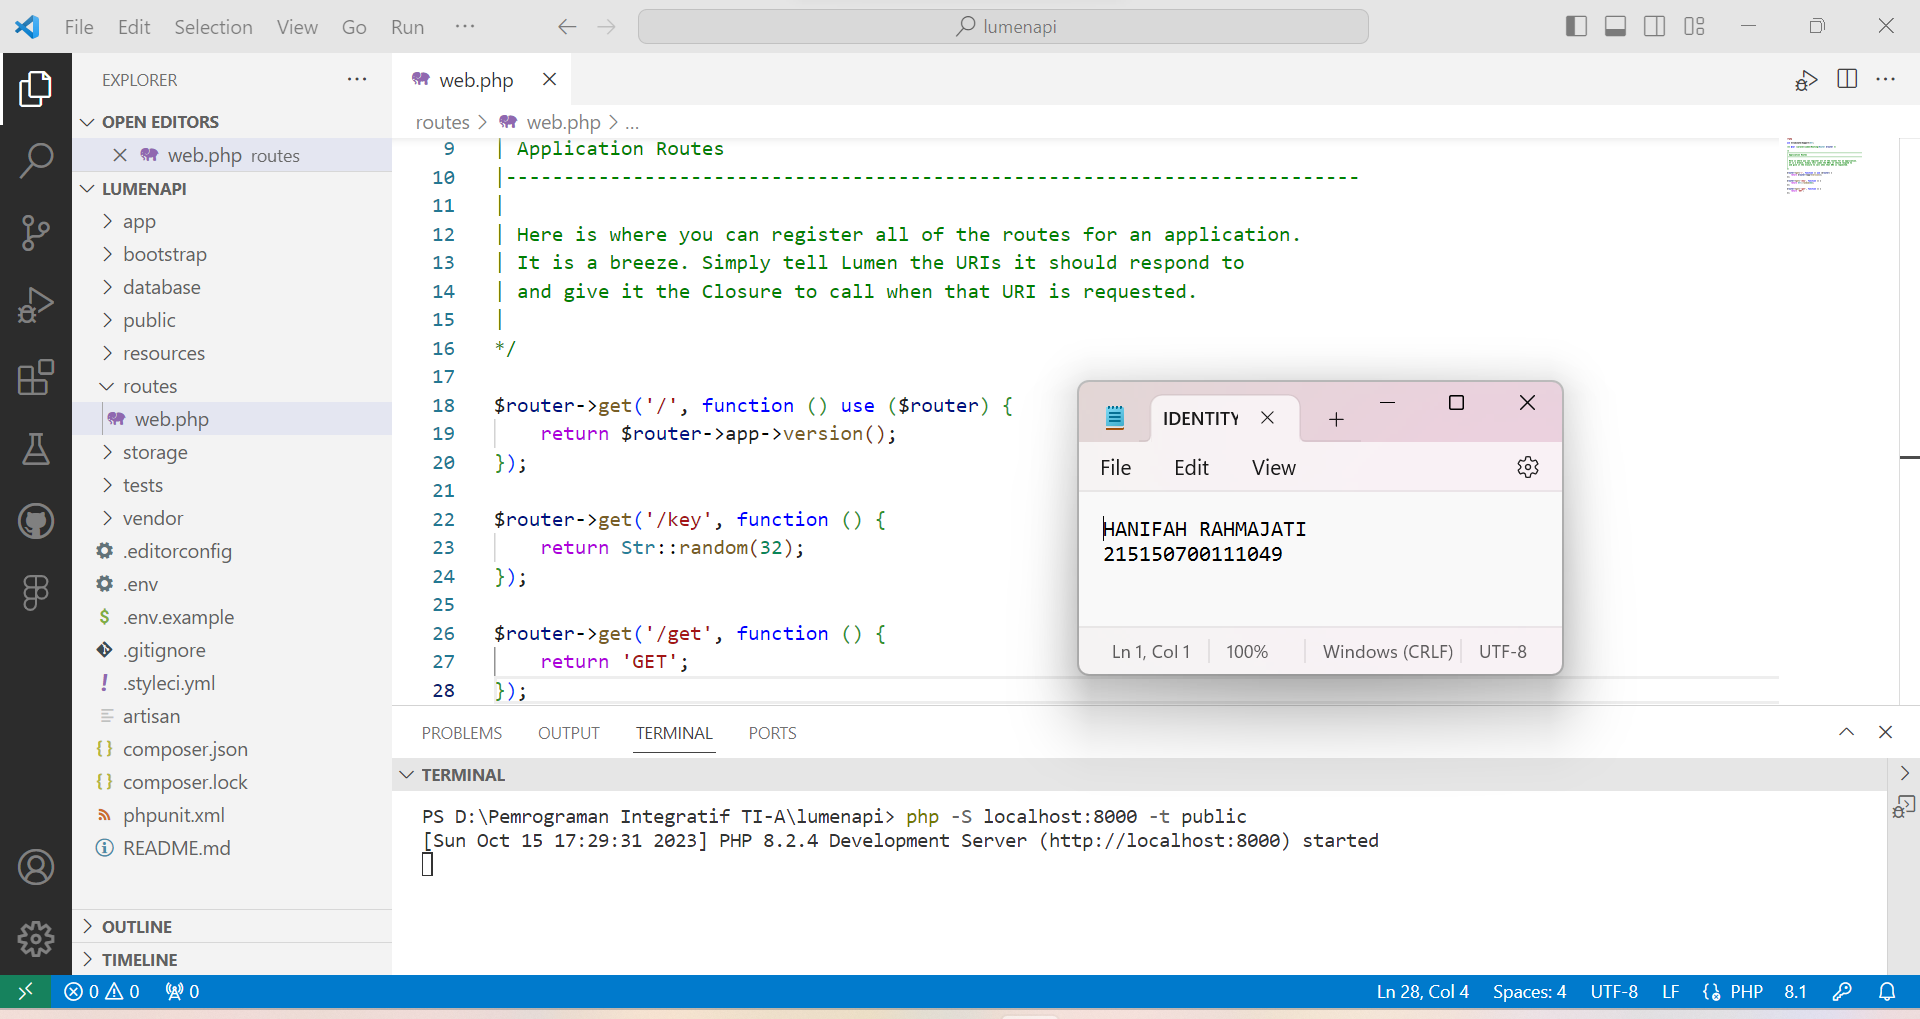 File Edit Selection View Go Run ··· lumenapi
EXPLORER ···
OPEN EDITORS
web.php routes
LUMENAPI
app
bootstrap
database
public
resources
routes
web.php
storage
tests
vendor
.editorconfig
.env
.env.example
.gitignore
.styleci.yml
artisan
composer.json
composer.lock
phpunit.xml
README.md
OUTLINE
TIMELINE
web.php
routes > web.php > ...
9 | Application Routes
10 |--------------------------------------------------------------------------
11 |
12 | Here is where you can register all of the routes for an application.
13 | It is a breeze. Simply tell Lumen the URIs it should respond to
14 | and give it the Closure to call when that URI is requested.
15 |
16 */
17
18 $router->get('/', function () use ($router) {
19     return $router->app->version();
20 });
21
22 $router->get('/key', function () {
23     return Str::random(32);
24 });
25
26 $router->get('/get', function () {
27     return 'GET';
28 });
IDENTITY
File Edit View
HANIFAH RAHMAJATI
215150700111049
Ln 1, Col 1 100% Windows (CRLF) UTF-8
PROBLEMS OUTPUT TERMINAL PORTS
TERMINAL
PS D:\Pemrograman Integratif TI-A\lumenapi> php -S localhost:8000 -t public
[Sun Oct 15 17:29:31 2023] PHP 8.2.4 Development Server (http://localhost:8000) started
0 0 0 Ln 28, Col 4 Spaces: 4 UTF-8 LF PHP 8.1